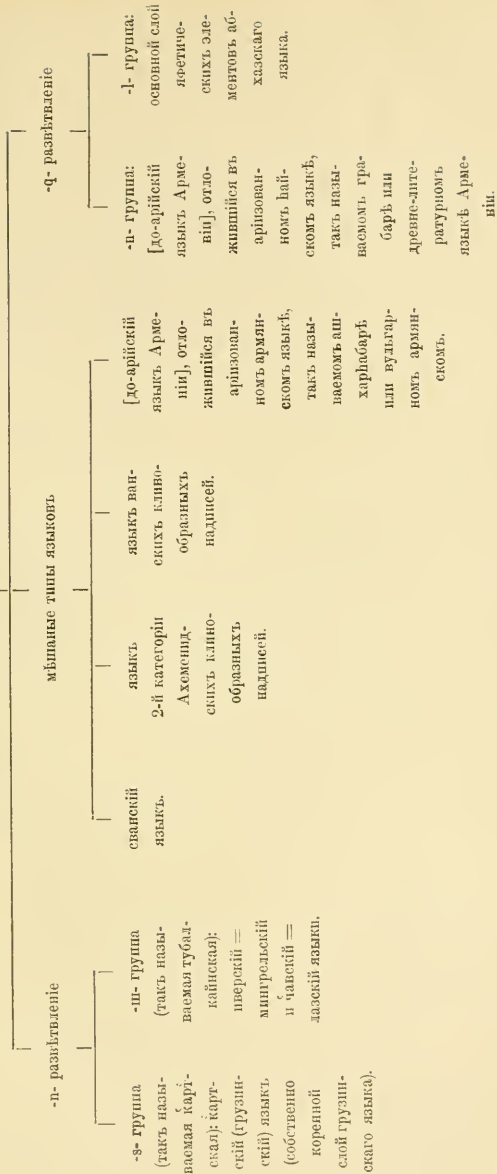 -n- развѣтвленіе
-s- группа
(такъ назы-
ваемая карт-
ская): карт-
скій (грузин-
скій) языкъ
(собственно
коренной
слой грузин-
скаго языка).
-ш- группа
(такъ назы-
ваемая тубал-
кайнская):
иверскій =
мингрельскій
и чанскій =
лазскій языки.
мѣшаные типы языковъ
сванскій
языкъ.
языкъ
2-й категоріи
Ахеменид-
скихъ клино-
образныхъ
надписей.
языкъ ван-
скихъ клино-
образныхъ
надписей.
[до-арійскій
языкъ Арме-
ніи], отло-
жившійся въ
аріизован-
номъ армян-
скомъ языкѣ,
такъ назы-
ваемомъ аш-
харhабарѣ
или вульгар-
номъ армян-
скомъ.
-q- развѣтвленіе
-n- группа:
[до-арійскій
языкъ Арме-
ніи], отло-
жившійся въ
аріизован-
номъ hай-
скомъ языкѣ,
такъ назы-
ваемомъ гра-
барѣ или
древне-лите-
ратурномъ
языкѣ Арме-
ніи.
-l- группа:
основной слой
яфетиче-
скихъ эле-
ментовъ аб-
хазскаго
языка.